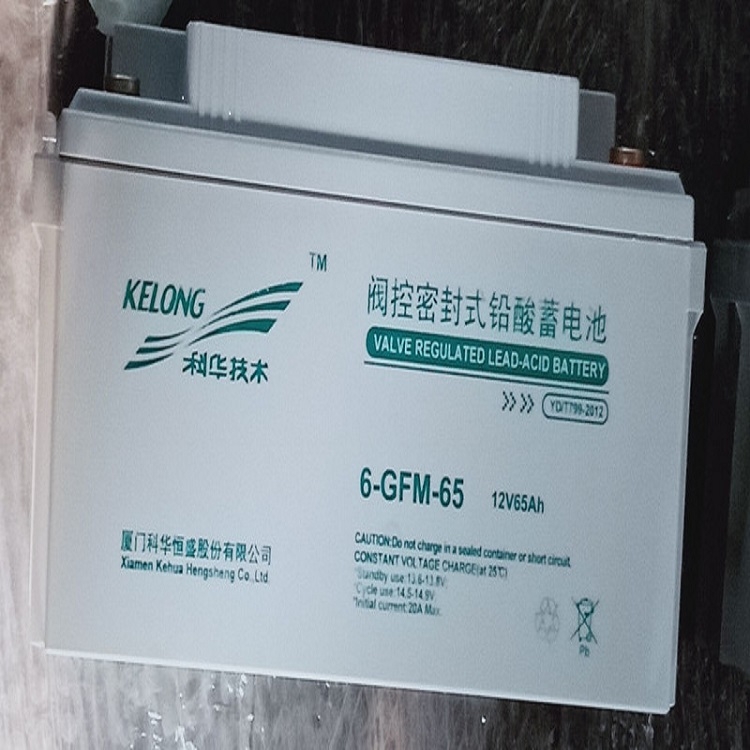 KELONG
TM
科华技术
阀控密封式铅酸蓄电池
VALVE REGULATED LEAD-ACID BATTERY
YD/T799-2012
6-GFM-65 12V65Ah
厦门科华恒盛股份有限公司
Xiamen Kehua Hengsheng Co.,Ltd.
CAUTION:Do not charge in a sealed container or short circuit.
CONSTANT VOLTAGE CHARGE(at 25℃)
*Standby use:13.6-13.8V
*Cycle use:14.5-14.9V
*Initial current:20A Max.
Pb